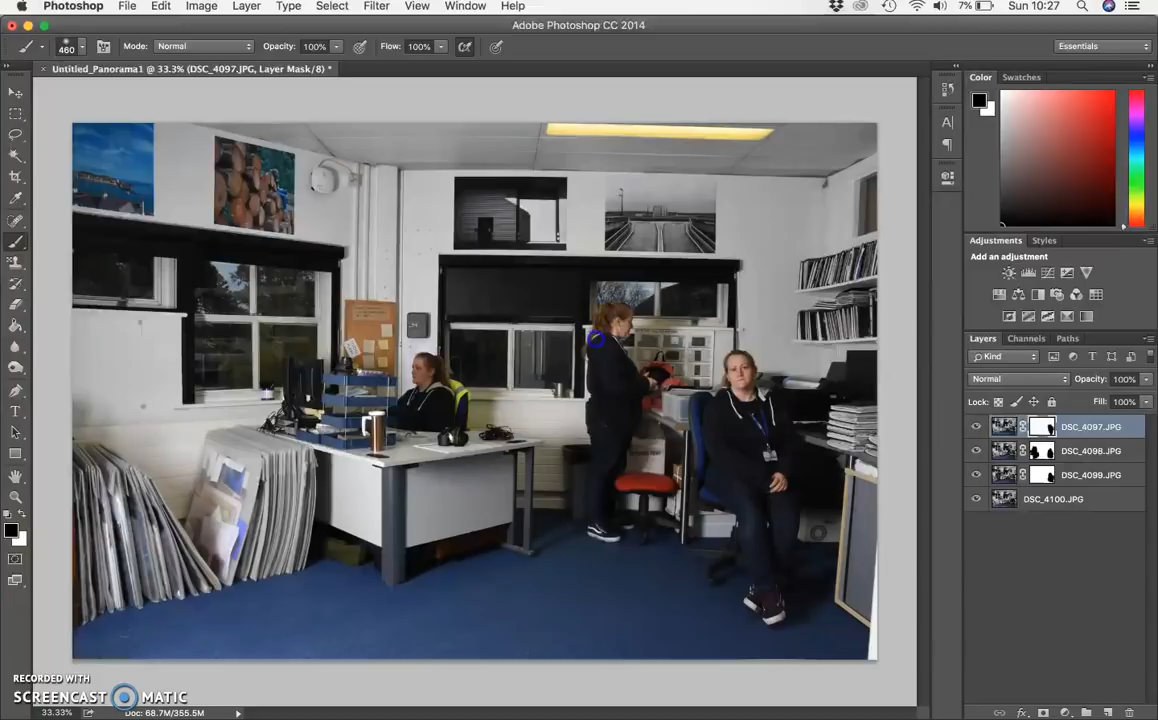 Photoshop File Edit Image Layer Type Select Filter View Window Help 7% Sun 10:27
Adobe Photoshop CC 2014
460 Mode: Normal Opacity: 100% Flow: 100% Essentials
Untitled_Panorama1 @ 33.3% (DSC_4097.JPG, Layer Mask/8) *
Color Swatches
Adjustments Styles
Add an adjustment
Layers Channels Paths
Kind
Normal Opacity: 100%
Lock: Fill: 100%
DSC_4097.JPG
DSC_4098.JPG
DSC_4099.JPG
DSC_4100.JPG
RECORDED WITH
SCREENCAST MATIC
33.33% Doc: 68.7M/355.5M